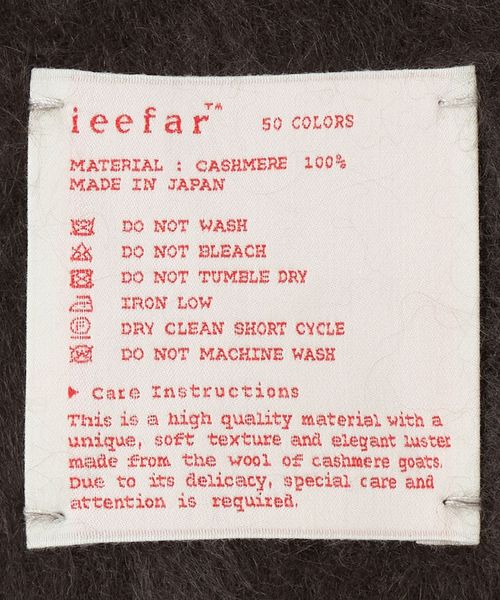 ieefar™ 50 COLORS
MATERIAL : CASHMERE 100%
MADE IN JAPAN
DO NOT WASH
DO NOT BLEACH
DO NOT TUMBLE DRY
IRON LOW
DRY CLEAN SHORT CYCLE
DO NOT MACHINE WASH
▶ Care Instructions
This is a high quality material with a
unique, soft texture and elegant luster
made from the wool of cashmere goats.
Due to its delicacy, special care and
attention is required.